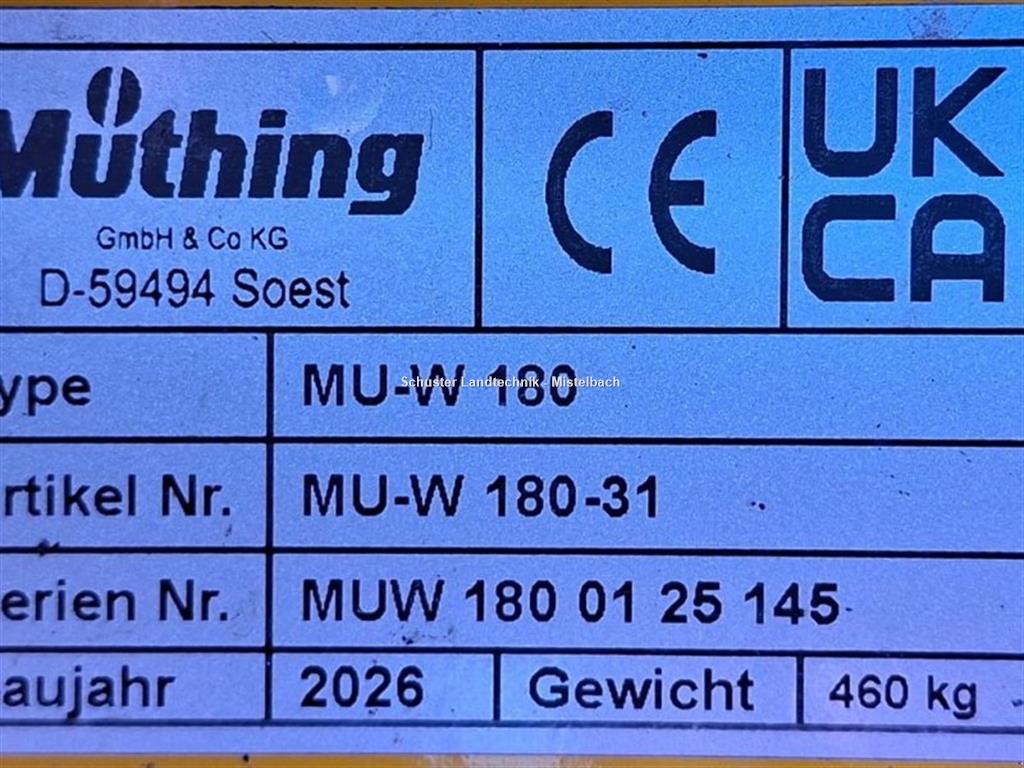 Müthing
GmbH & Co KG
D-59494 Soest
CE
UK
CA
ype
MU-W 180
Schuster Landtechnik - Mistelbach
rtikel Nr.
MU-W 180-31
erien Nr.
MUW 180 01 25 145
aujahr
2026
Gewicht
460 kg